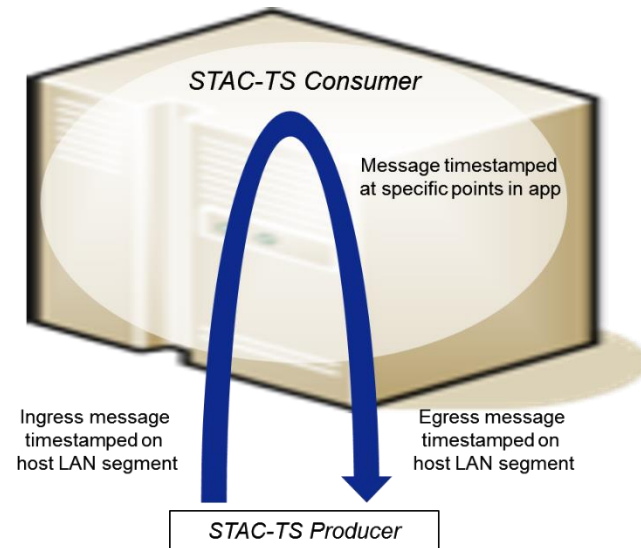 STAC-TS Consumer
Message timestamped
at specific points in app
Ingress message
timestamped on
host LAN segment
Egress message
timestamped on
host LAN segment
STAC-TS Producer